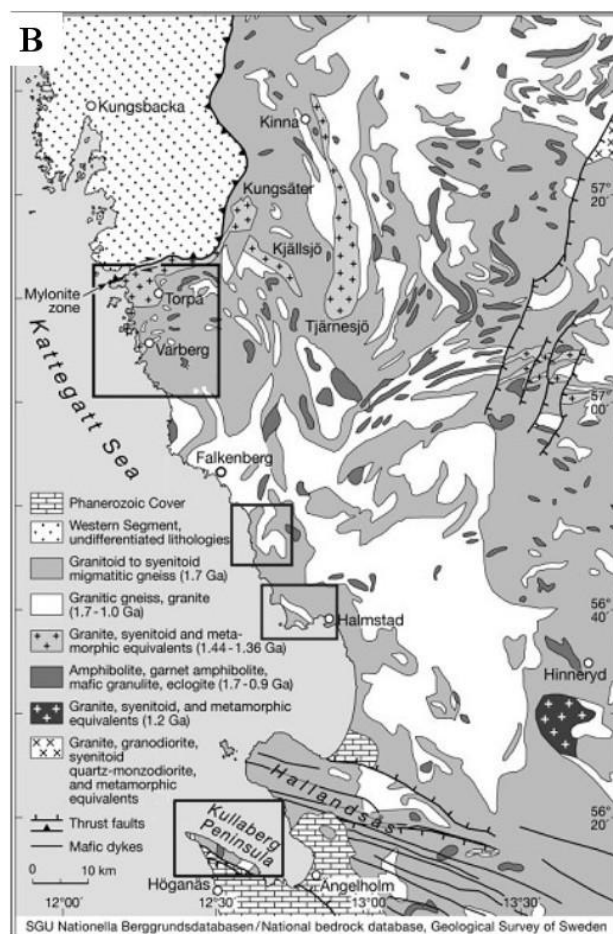 B
Kungsbacka
Kinna
57°
20'
Kungsäter
Kjällsjö
Mylonite
zone
Torpa
Tjärnesjö
Varberg
Kattegatt Sea
57°
00'
Falkenberg
Phanerozoic Cover
Western Segment,
undifferentiated lithologies
Granitoid to syenitoid
migmatitic gneiss (1.7 Ga)
Granitic gneiss, granite
(1.7-1.0 Ga)
56°
40'
Halmstad
Granite, syenitoid and meta-
morphic equivalents (1.44-1.36 Ga)
Hinneryd
Amphibolite, garnet amphibolite,
mafic granulite, eclogite (1.7-0.9 Ga)
Granite, syenitoid, and metamorphic
equivalents (1.2 Ga)
Granite, granodiorite,
syenitoid
quartz-monzodiorite,
and metamorphic
equivalents
Hallandsås
56°
20'
Thrust faults
Mafic dykes
Kullaberg
Peninsula
0 10 km
Höganäs
Ängelholm
12°00 12°30 13°00 13°30
SGU Nationella Berggrundsdatabasen/National bedrock database, Geological Survey of Sweden